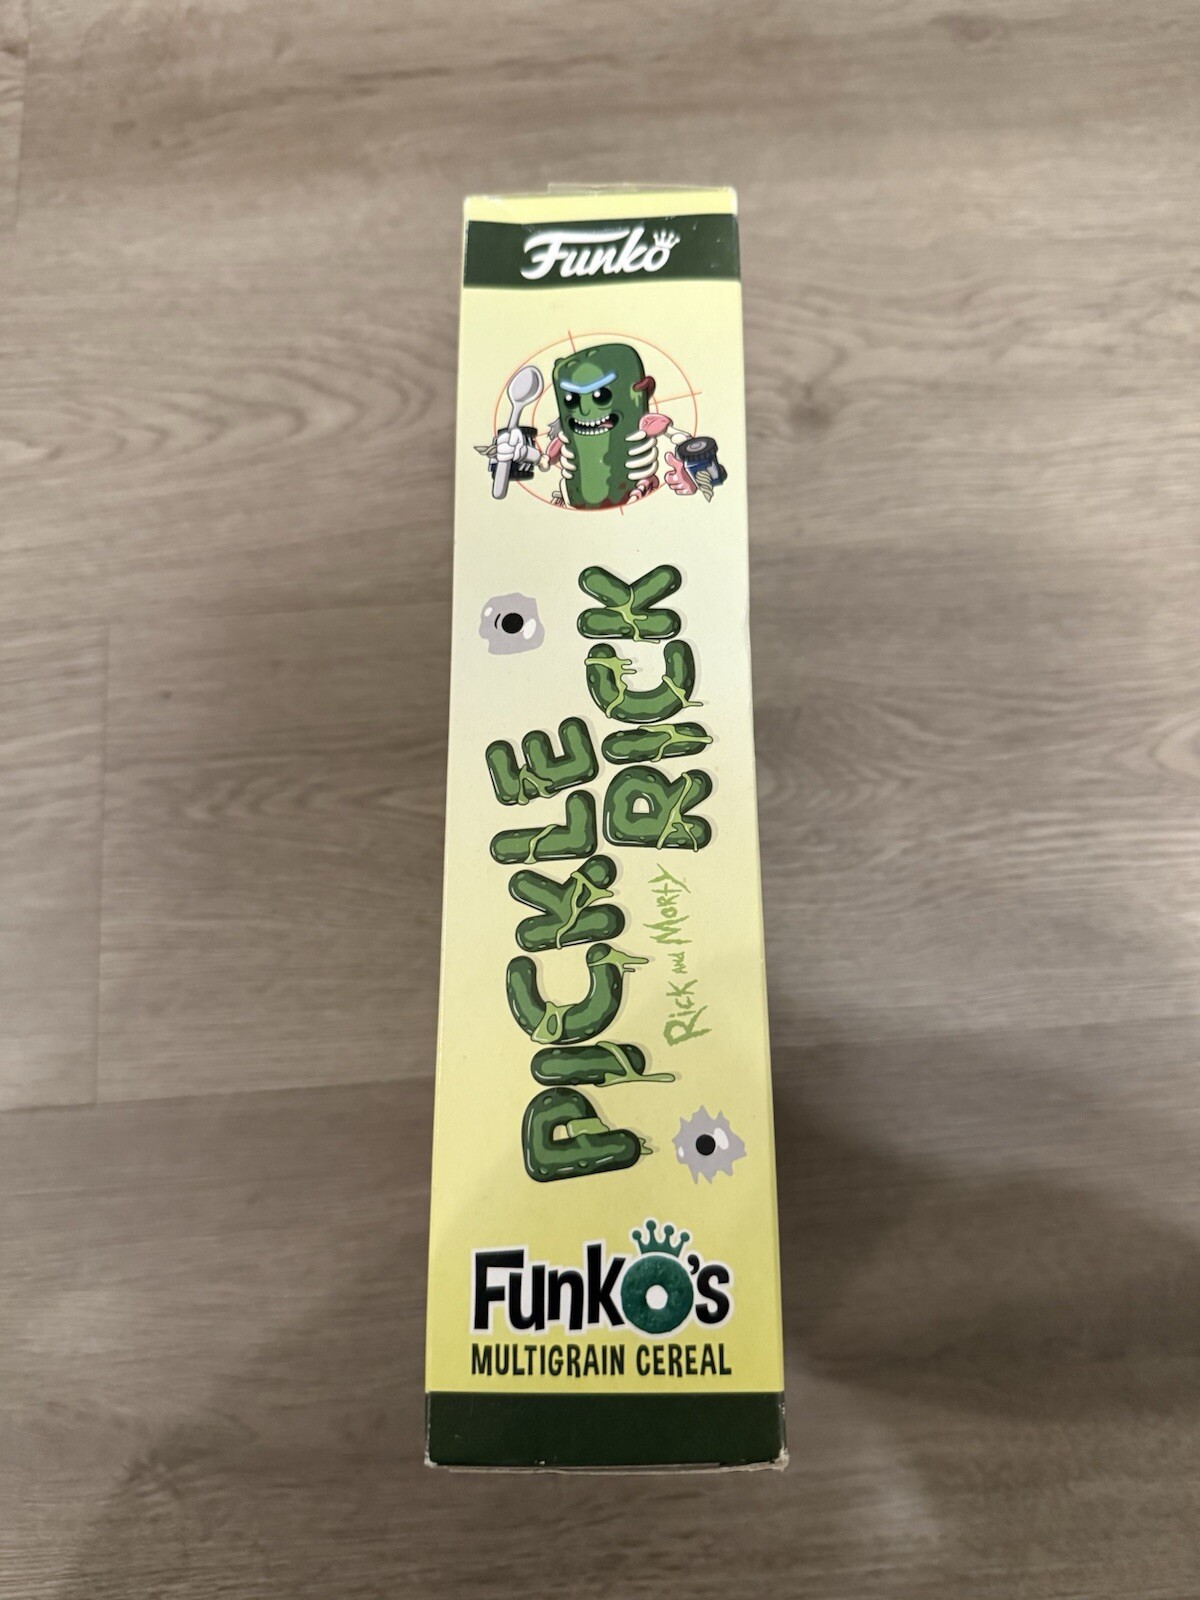 Funko
PICKLE
RICK
Rick and Morty
Funko's
MULTIGRAIN CEREAL